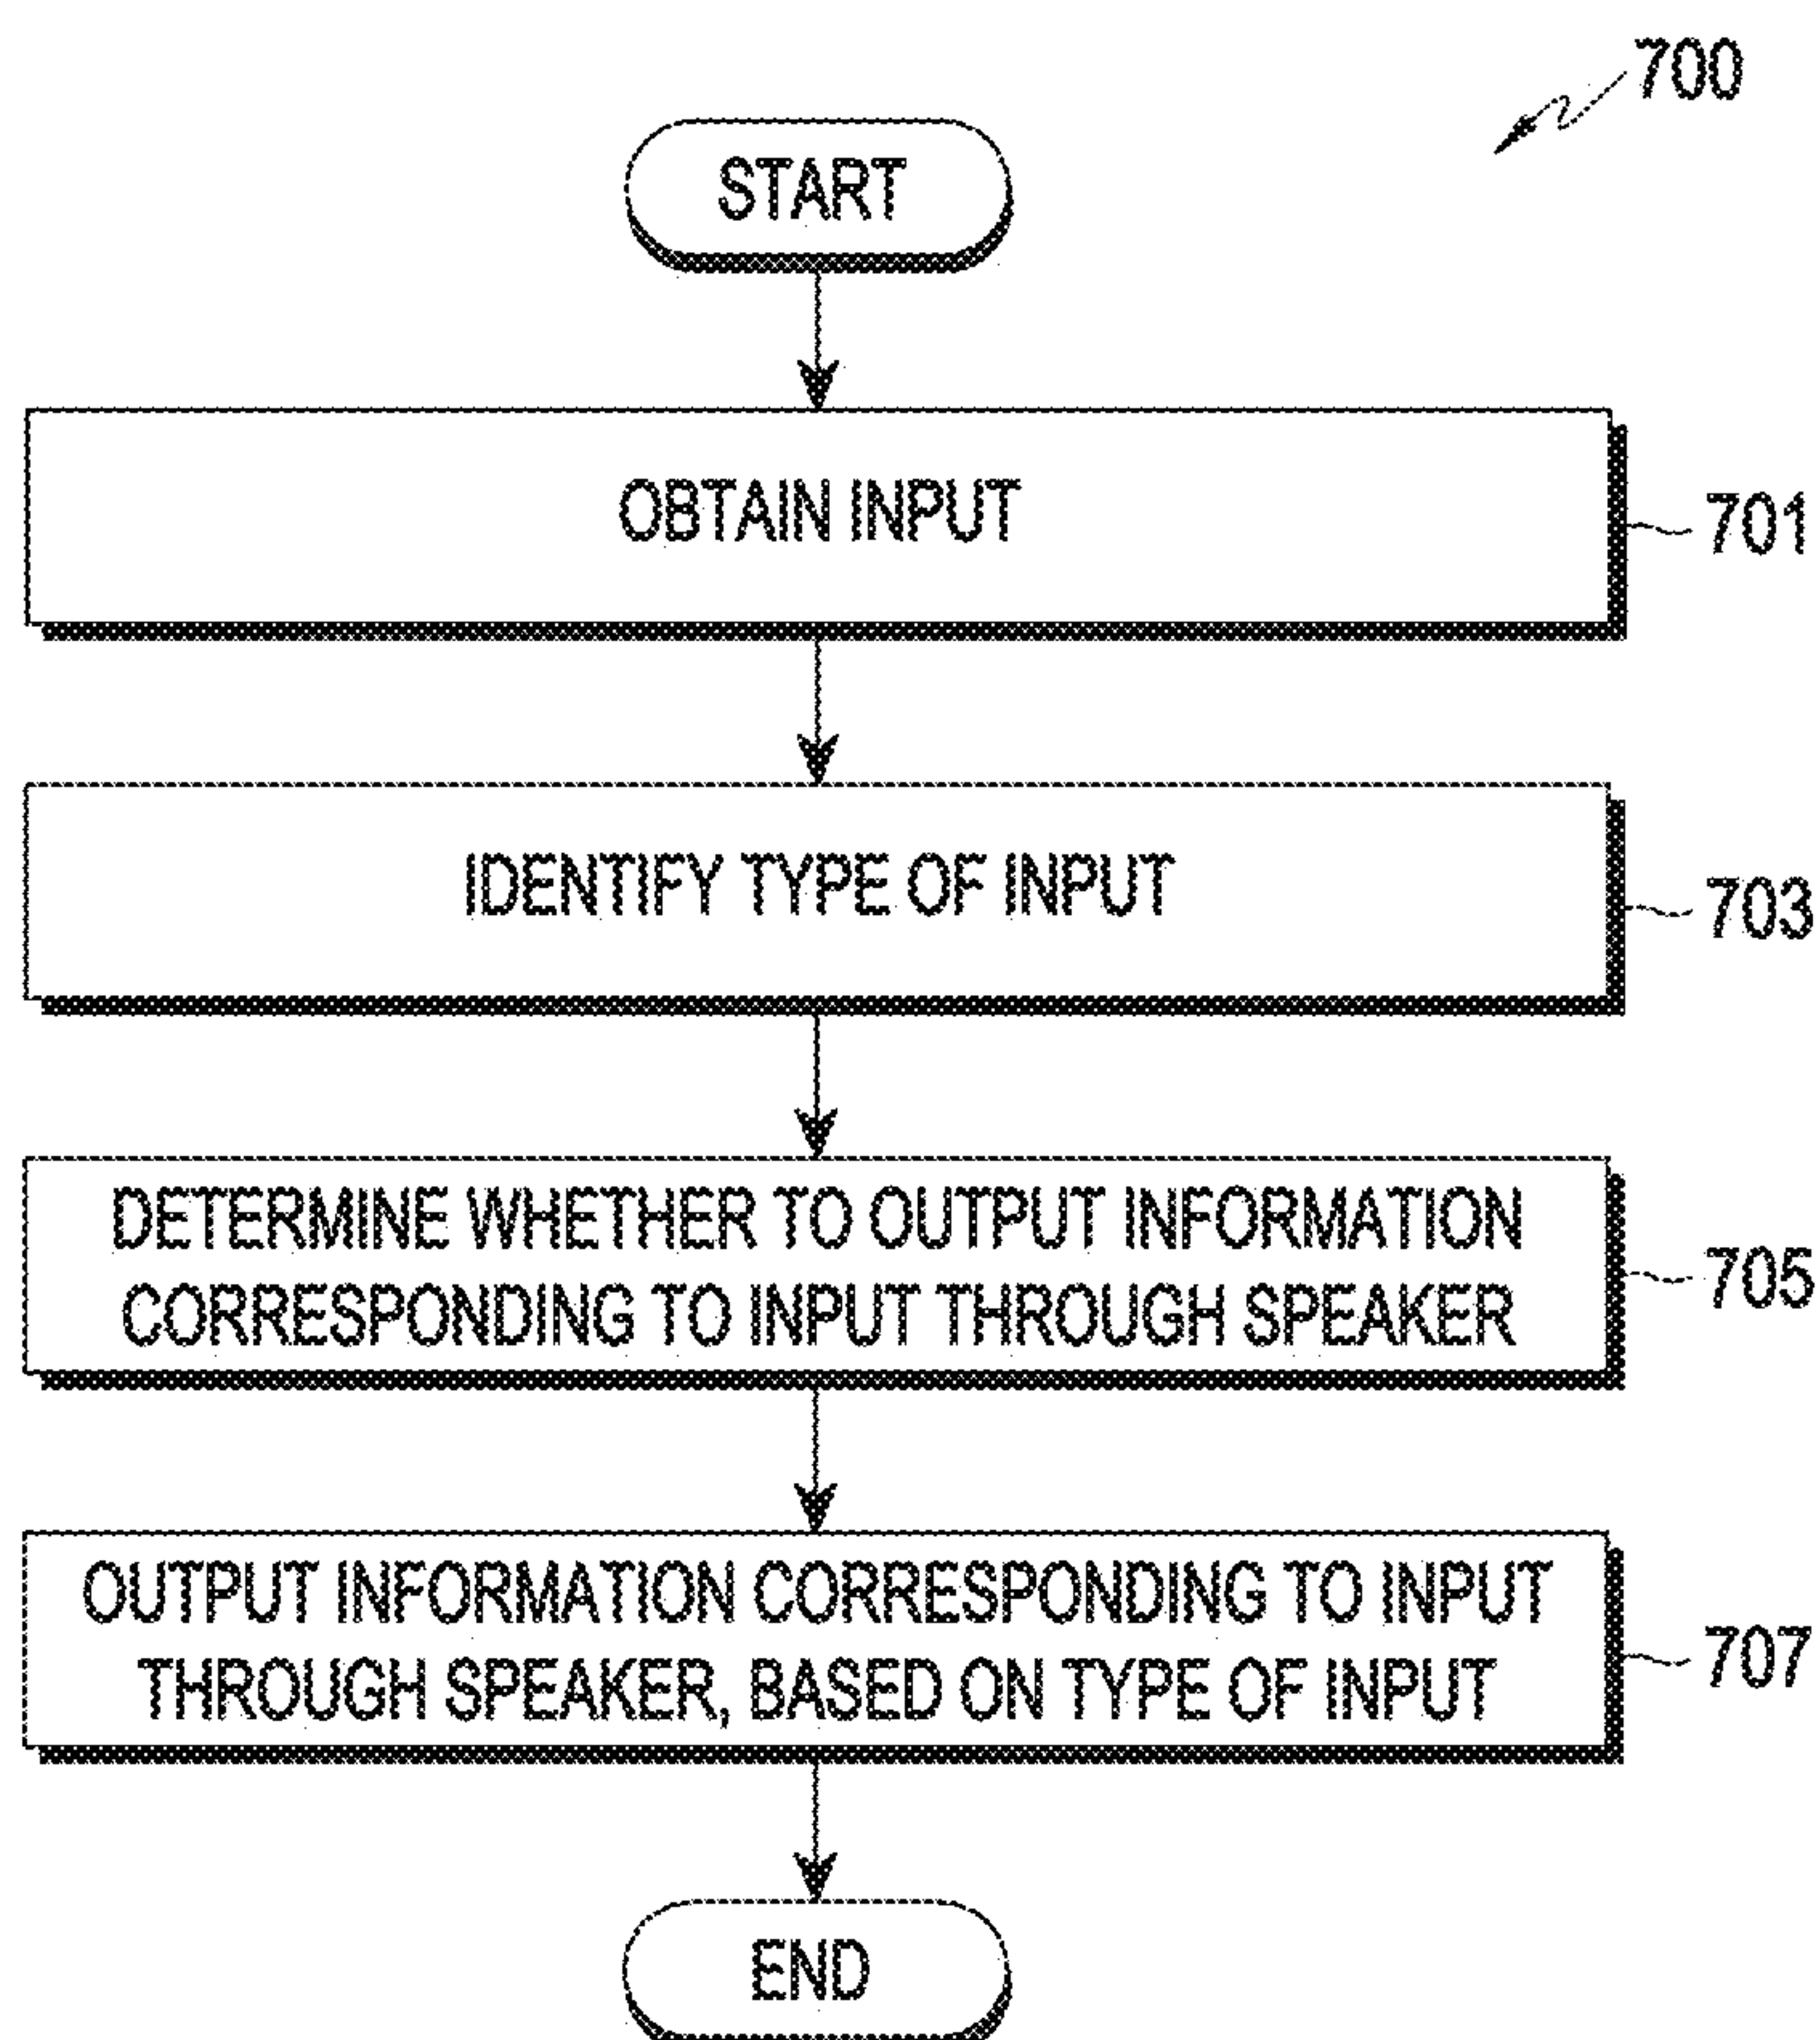 700
START
OBTAIN INPUT
701
IDENTIFY TYPE OF INPUT
703
DETERMINE WHETHER TO OUTPUT INFORMATION
CORRESPONDING TO INPUT THROUGH SPEAKER
705
OUTPUT INFORMATION CORRESPONDING TO INPUT
THROUGH SPEAKER, BASED ON TYPE OF INPUT
707
END